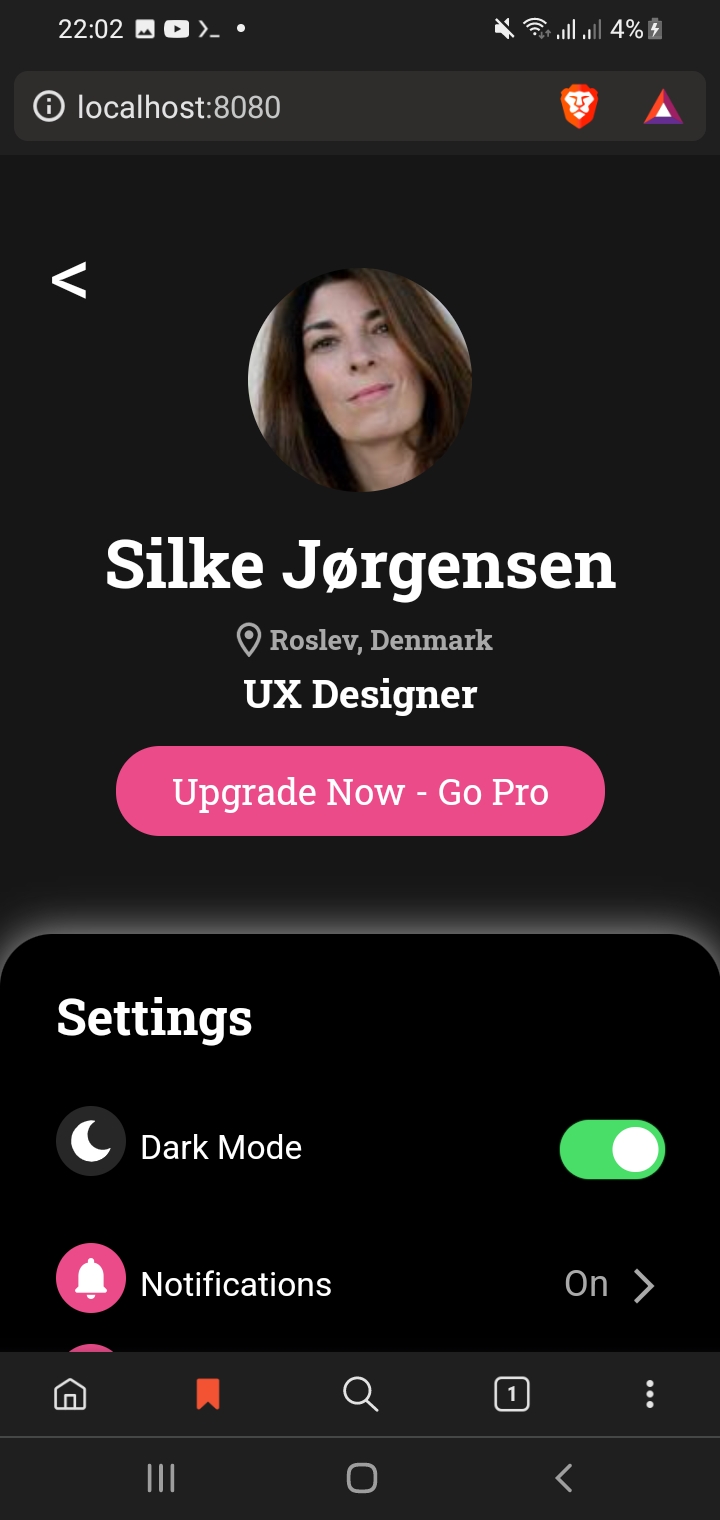 22:02 4%
localhost:8080
<
Silke Jørgensen
Roslev, Denmark
UX Designer
Upgrade Now - Go Pro
Settings
Dark Mode
Notifications On
1